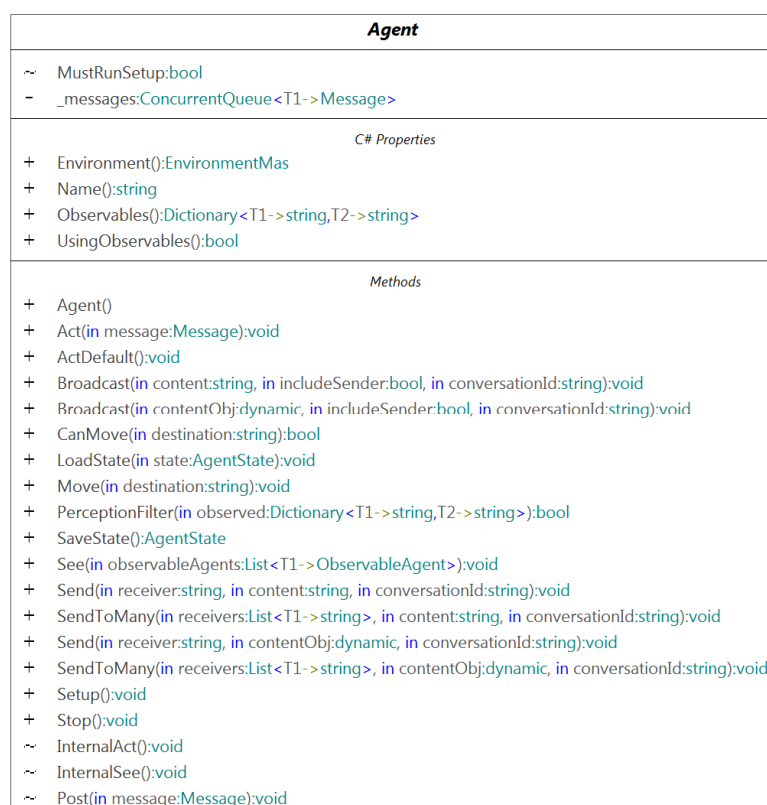 Agent
~ MustRunSetup:bool
- _messages:ConcurrentQueue<T1->Message>
C# Properties
+ Environment():EnvironmentMas
+ Name():string
+ Observables():Dictionary<T1->string,T2->string>
+ UsingObservables():bool
Methods
+ Agent()
+ Act(in message:Message):void
+ ActDefault():void
+ Broadcast(in content:string, in includeSender:bool, in conversationId:string):void
+ Broadcast(in contentObj:dynamic, in includeSender:bool, in conversationId:string):void
+ CanMove(in destination:string):bool
+ LoadState(in state:AgentState):void
+ Move(in destination:string):void
+ PerceptionFilter(in observed:Dictionary<T1->string,T2->string>):bool
+ SaveState():AgentState
+ See(in observableAgents:List<T1->ObservableAgent>):void
+ Send(in receiver:string, in content:string, in conversationId:string):void
+ SendToMany(in receivers:List<T1->string>, in content:string, in conversationId:string):void
+ Send(in receiver:string, in contentObj:dynamic, in conversationId:string):void
+ SendToMany(in receivers:List<T1->string>, in contentObj:dynamic, in conversationId:string):void
+ Setup():void
+ Stop():void
~ InternalAct():void
~ InternalSee():void
~ Post(in message:Message):void